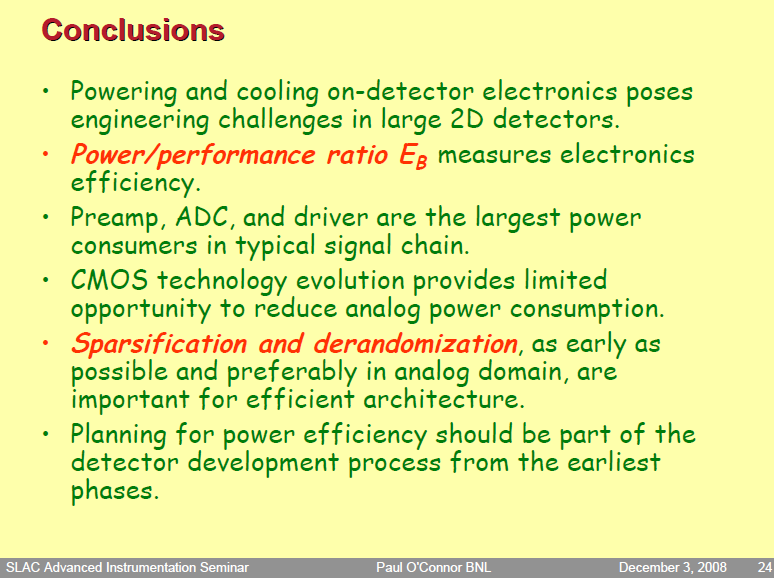 Conclusions
• Powering and cooling on-detector electronics poses
engineering challenges in large 2D detectors.
• Power/performance ratio EB measures electronics
efficiency.
• Preamp, ADC, and driver are the largest power
consumers in typical signal chain.
• CMOS technology evolution provides limited
opportunity to reduce analog power consumption.
• Sparsification and derandomization, as early as
possible and preferably in analog domain, are
important for efficient architecture.
• Planning for power efficiency should be part of the
detector development process from the earliest
phases.
SLAC Advanced Instrumentation Seminar Paul O'Connor BNL December 3, 2008 24